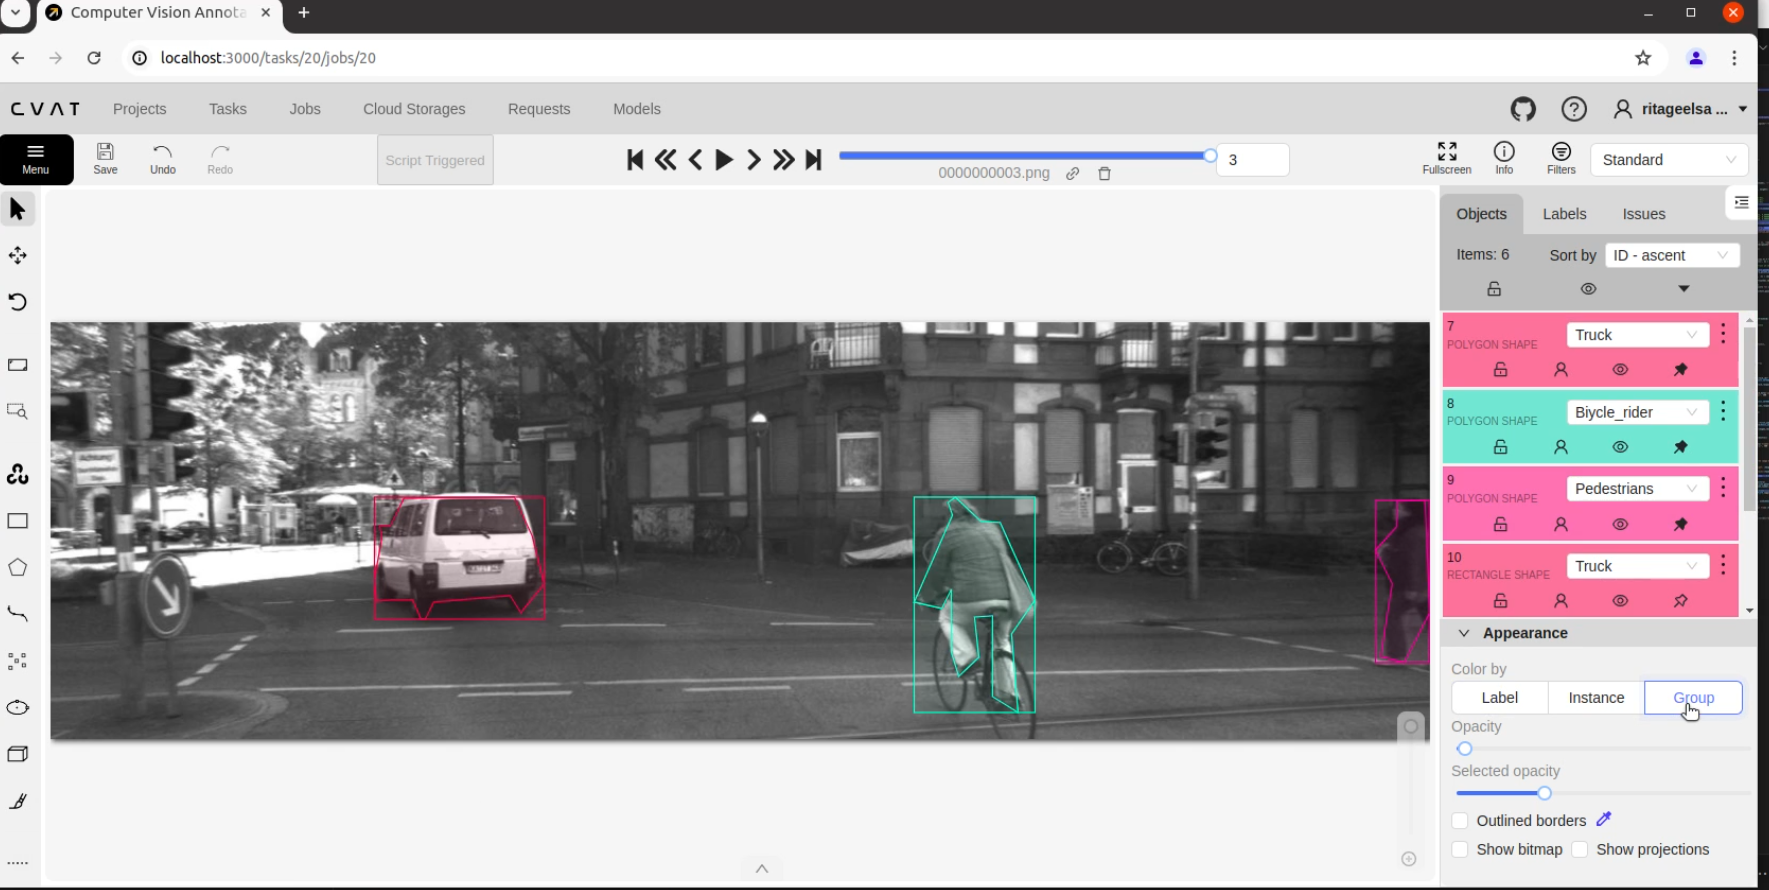 Computer Vision Annota
localhost:3000/tasks/20/jobs/20
CVAT
Projects
Tasks
Jobs
Cloud Storages
Requests
Models
ritageelsa ...
Menu
Save
Undo
Redo
Script Triggered
3
0000000003.png
Fullscreen
Info
Filters
Standard
Objects
Labels
Issues
Items: 6
Sort by
ID - ascent
7
Truck
POLYGON SHAPE
8
Biycle_rider
POLYGON SHAPE
9
Pedestrians
POLYGON SHAPE
10
Truck
RECTANGLE SHAPE
Appearance
Color by
Label
Instance
Group
Opacity
Selected opacity
Outlined borders
Show bitmap
Show projections
Achtung!